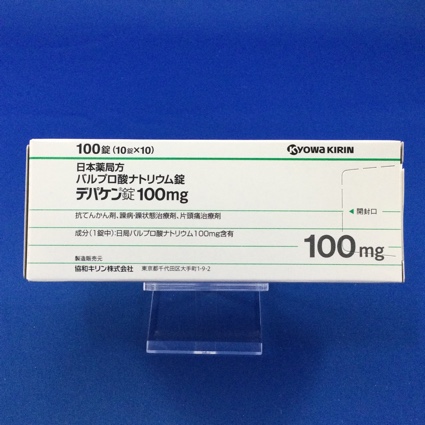 100錠(10錠×10)
KYOWA KIRIN
日本薬局方
バルプロ酸ナトリウム錠
デパケン®錠100mg
抗てんかん剤、躁病・躁状態治療剤、片頭痛治療剤
◀開封口
成分(1錠中):日局バルプロ酸ナトリウム100mg含有
100mg
製造販売元
協和キリン株式会社 東京都千代田区大手町1-9-2